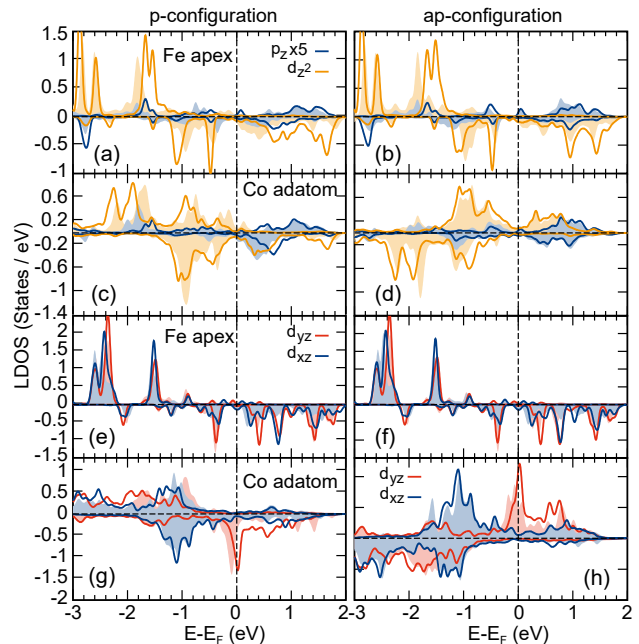 p-configuration ap-configuration
1.5
1
0.5
0
-0.5
-1
Fe apex
p_z x5
d_z²
(a)
(b)
0.6
0.2
-0.2
-0.6
-1
-1.4
Co adatom
(c)
(d)
LDOS (States / eV)
2
1.5
1
0.5
0
-0.5
-1
-1.5
Fe apex
d_yz
d_xz
(e)
(f)
1
0.5
0
-0.5
-1
-1.5
-2
Co adatom
(g)
d_yz
d_xz
(h)
-3 -2 -1 0 1 2 -3 -2 -1 0 1 2
E-E_F (eV) E-E_F (eV)